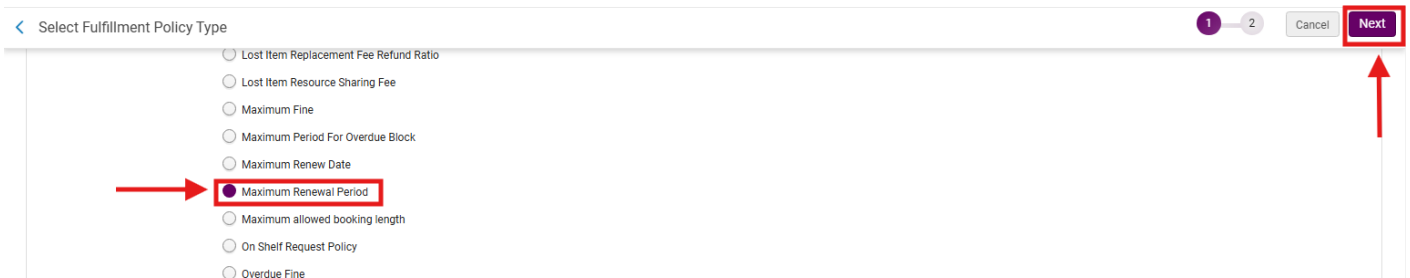 Select Fulfillment Policy Type
1
2
Cancel
Next
Lost Item Replacement Fee Refund Ratio
Lost Item Resource Sharing Fee
Maximum Fine
Maximum Period For Overdue Block
Maximum Renew Date
Maximum Renewal Period
Maximum allowed booking length
On Shelf Request Policy
Overdue Fine